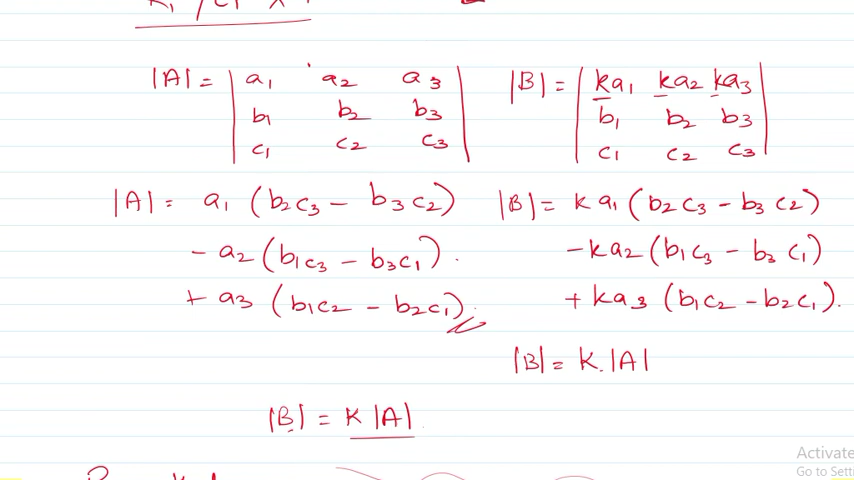 |A| = | a₁ a₂ a₃ |
| b₁ b₂ b₃ |
| c₁ c₂ c₃ |
|B| = | ka₁ ka₂ ka₃ |
| b₁ b₂ b₃ |
| c₁ c₂ c₃ |
|A| = a₁ (b₂c₃ − b₃c₂)
− a₂ (b₁c₃ − b₃c₁).
+ a₃ (b₁c₂ − b₂c₁).
|B| = ka₁ (b₂c₃ − b₃c₂)
−ka₂ (b₁c₃ − b₃c₁)
+ka₃ (b₁c₂ − b₂c₁).
|B| = K.|A|
|B| = K |A|.
Activate
Go to Setti